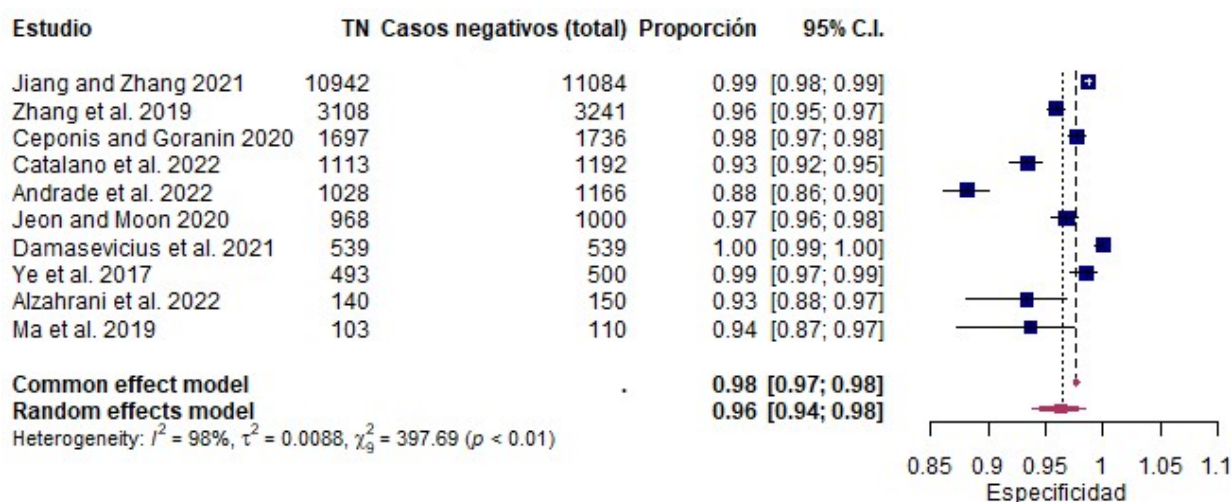 Estudio TN Casos negativos (total) Proporción 95% C.I.
Jiang and Zhang 2021 10942 11084 0.99 [0.98; 0.99]
Zhang et al. 2019 3108 3241 0.96 [0.95; 0.97]
Ceponis and Goranin 2020 1697 1736 0.98 [0.97; 0.98]
Catalano et al. 2022 1113 1192 0.93 [0.92; 0.95]
Andrade et al. 2022 1028 1166 0.88 [0.86; 0.90]
Jeon and Moon 2020 968 1000 0.97 [0.96; 0.98]
Damasevicius et al. 2021 539 539 1.00 [0.99; 1.00]
Ye et al. 2017 493 500 0.99 [0.97; 0.99]
Alzahrani et al. 2022 140 150 0.93 [0.88; 0.97]
Ma et al. 2019 103 110 0.94 [0.87; 0.97]
Common effect model . 0.98 [0.97; 0.98]
Random effects model 0.96 [0.94; 0.98]
Heterogeneity: I² = 98%, τ² = 0.0088, χ²₉ = 397.69 (p < 0.01)
0.85 0.9 0.95 1 1.05 1.1
Especificidad